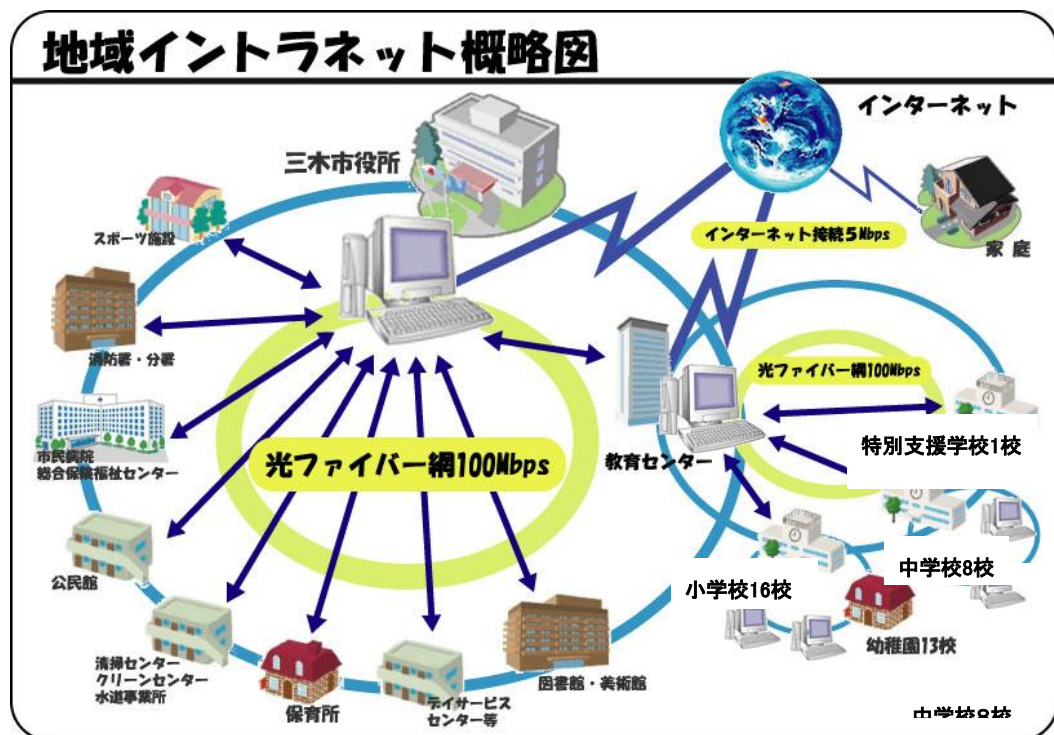 地域イントラネット概略図
インターネット
三木市役所
スポーツ施設
インターネット接続5Mbps
家庭
消防署・分署
光ファイバー網100Mbps
市民病院
総合保険福祉センター
光ファイバー網100Mbps
教育センター
特別支援学校1校
公民館
小学校16校
中学校8校
幼稚園13校
清掃センター
クリーンセンター
水道事業所
保育所
デイサービス
センター等
図書館・美術館
中学校8校